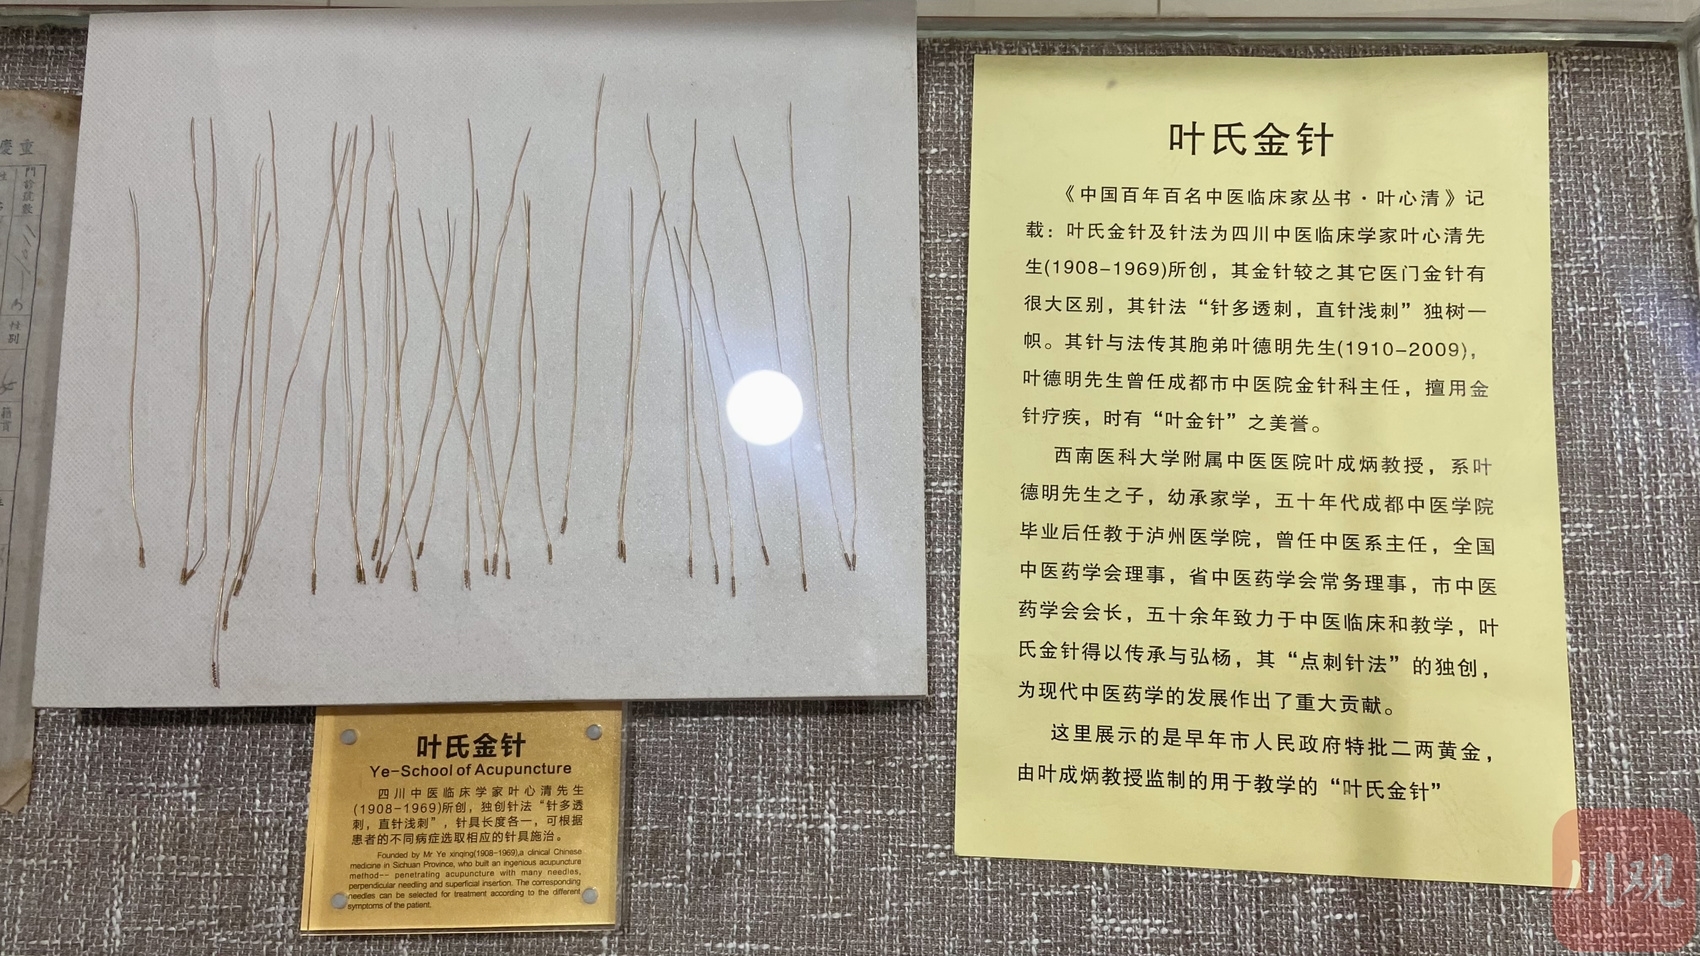 重慶
門診號數
性別
籍貫
叶氏金针
Ye-School of Acupuncture
四川中医临床学家叶心清先生
(1908-1969)所创，独创针法“针多透
刺，直针浅刺”，针具长度各一，可根据
患者的不同病症选取相应的针具施治。
Founded by Mr Ye xinqing(1908-1969),a clinical Chinese
medicine in Sichuan Province, who built an ingenious acupuncture
method-- penetrating acupuncture with many needles,
perpendicular needling and superficial insertion. The corresponding
needles can be selected for treatment according to the different
symptoms of the patient.
叶氏金针
《中国百年百名中医临床家丛书·叶心清》记
载：叶氏金针及针法为四川中医临床学家叶心清先
生(1908-1969)所创，其金针较之其它医门金针有
很大区别，其针法“针多透刺，直针浅刺”独树一
帜。其针与法传其胞弟叶德明先生(1910-2009)，
叶德明先生曾任成都市中医院金针科主任，擅用金
针疗疾，时有“叶金针”之美誉。
西南医科大学附属中医医院叶成炳教授，系叶
德明先生之子，幼承家学，五十年代成都中医学院
毕业后任教于泸州医学院，曾任中医系主任，全国
中医药学会理事，省中医药学会常务理事，市中医
药学会会长，五十余年致力于中医临床和教学，叶
氏金针得以传承与弘杨，其“点刺针法”的独创，
为现代中医药学的发展作出了重大贡献。
这里展示的是早年市人民政府特批二两黄金，
由叶成炳教授监制的用于教学的“叶氏金针”
川观